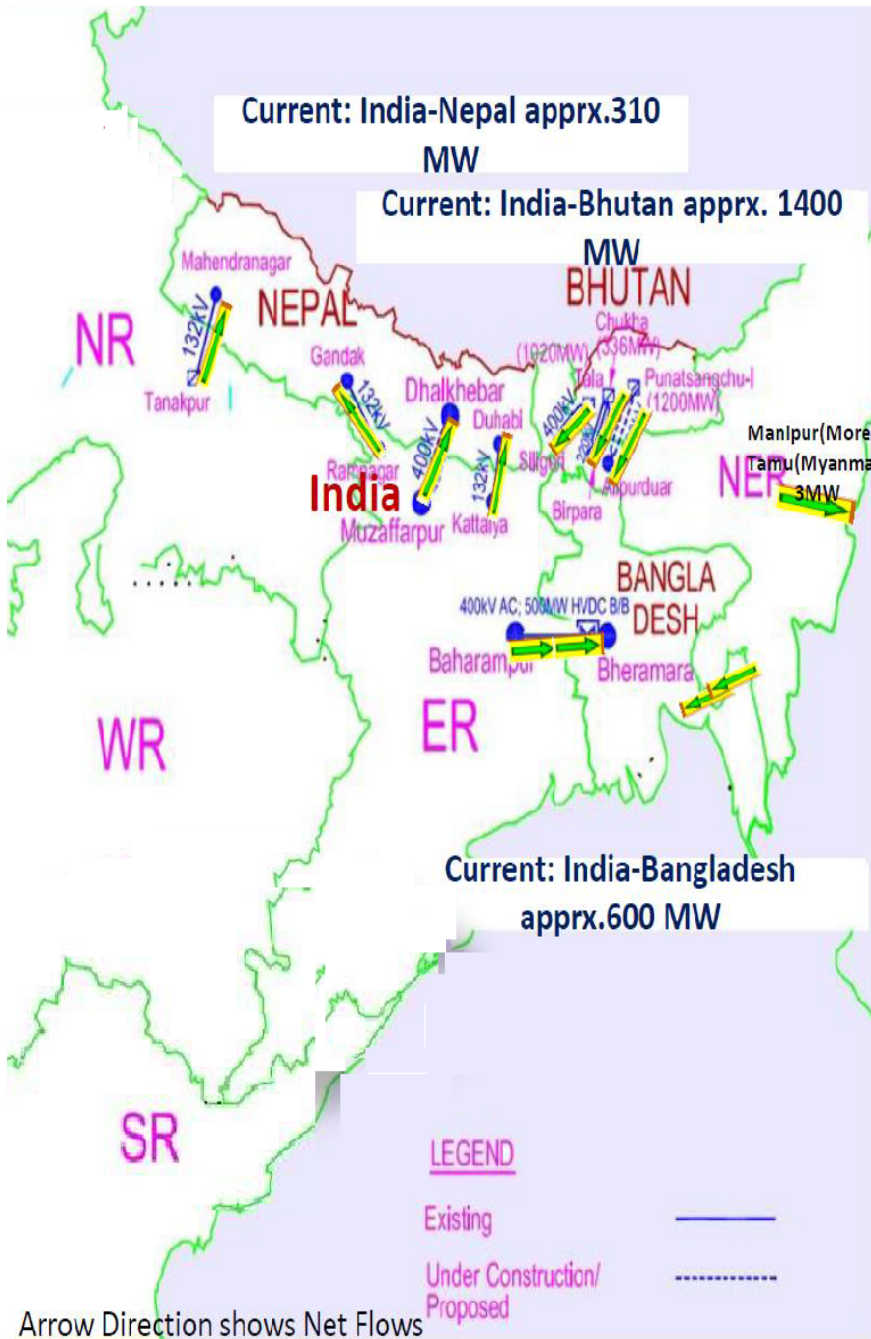 Current: India-Nepal apprx.310
MW
Current: India-Bhutan apprx. 1400
MW
Mahendranagar
NEPAL
BHUTAN
NR
132kV
Tanakpur
Gandak
132kV
Ramnagar
India
Dhalkhebar
400kV
Muzaffarpur
Duhabi
132kV
Kattaiya
Chukha
(1020MW)
(336MW)
Tala
Punatsangchu-I
(1200MW)
400kV
220kV
Siliguri
Alipurduar
Birpara
NER
Manipur(More
Tamu(Myanma
3MW
BANGLA
DESH
400kV AC; 500MW HVDC B/B
Baharampur
Bheramara
WR
ER
Current: India-Bangladesh
apprx.600 MW
SR
LEGEND
Existing
Under Construction/
Proposed
Arrow Direction shows Net Flows